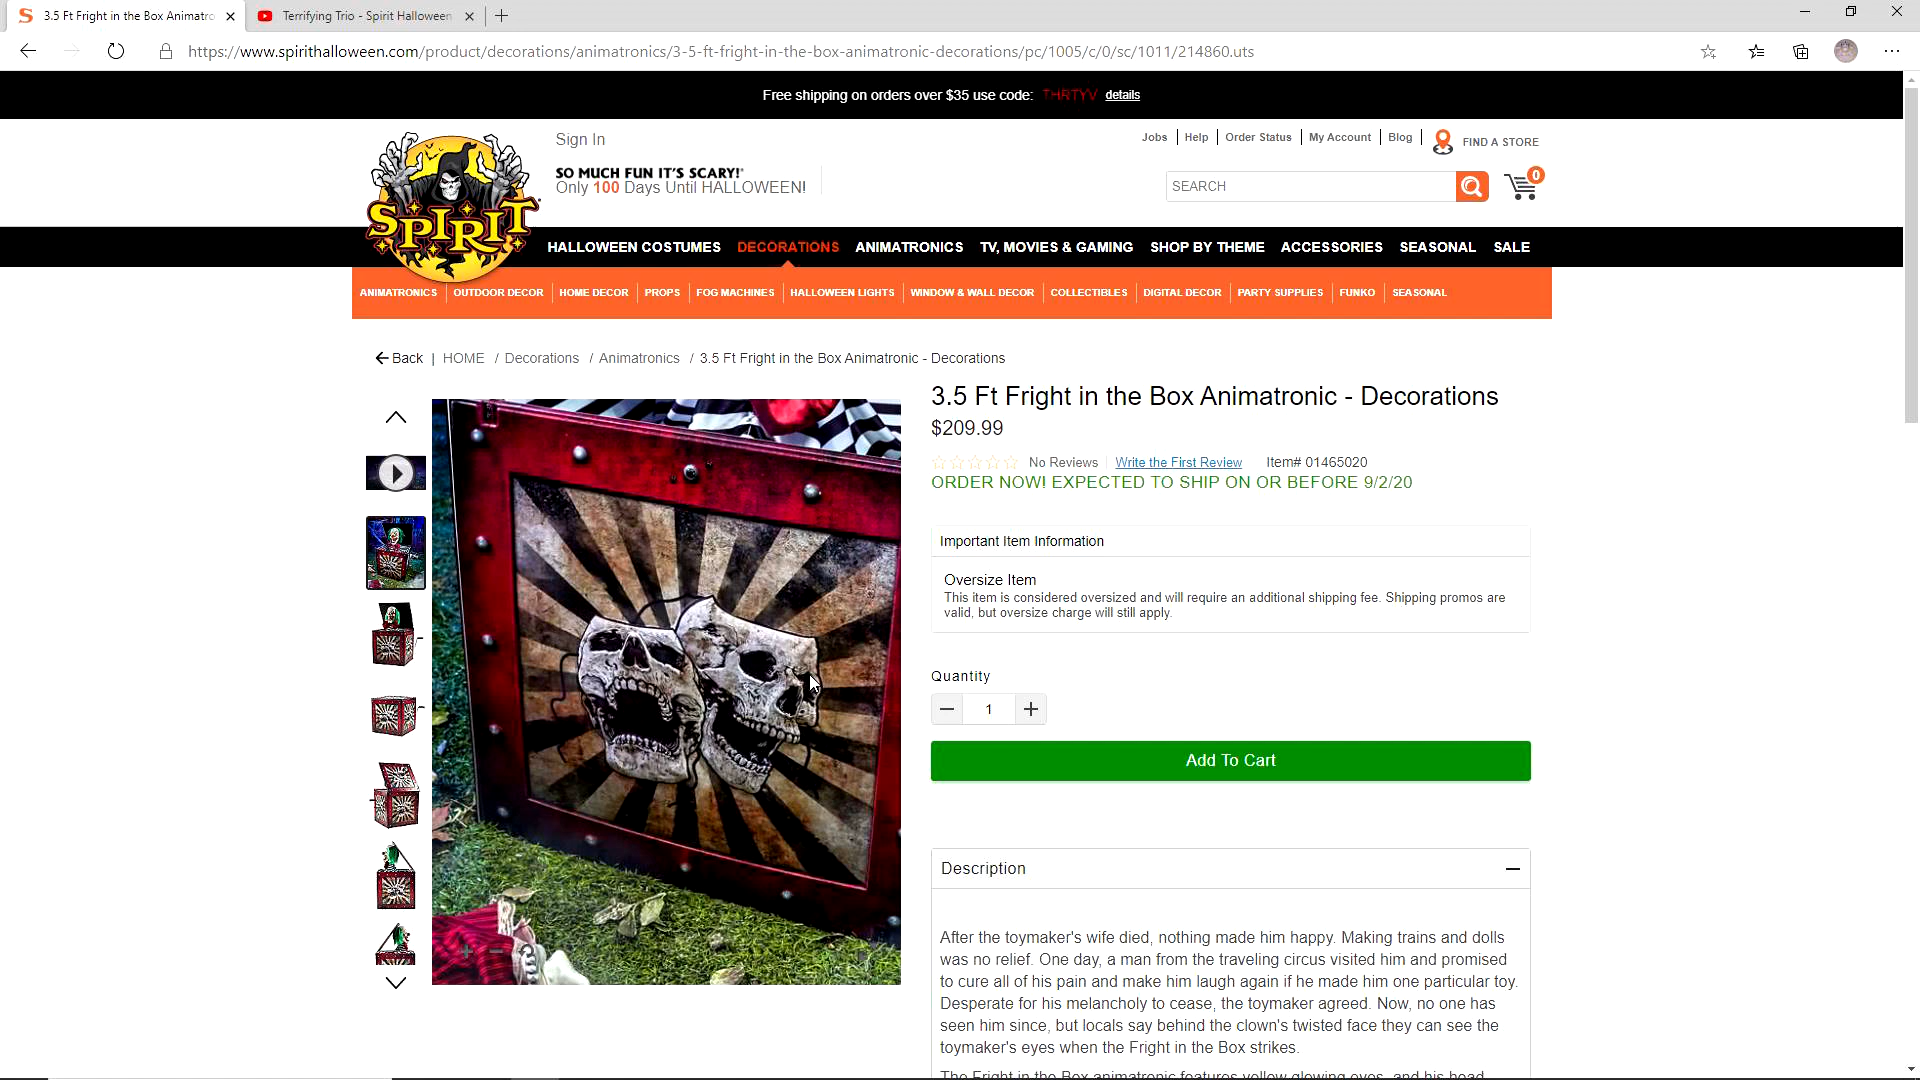 3.5 Ft Fright in the Box Animatro
Terrifying Trio - Spirit Halloween
https://www.spirithalloween.com/product/decorations/animatronics/3-5-ft-fright-in-the-box-animatronic-decorations/pc/1005/c/0/sc/1011/214860.uts
Free shipping on orders over $35 use code: THRTYV details
Sign In
Jobs Help Order Status My Account Blog FIND A STORE
SO MUCH FUN IT'S SCARY!
Only 100 Days Until HALLOWEEN!
SEARCH
0
SPIRIT
HALLOWEEN COSTUMES DECORATIONS ANIMATRONICS TV, MOVIES & GAMING SHOP BY THEME ACCESSORIES SEASONAL SALE
ANIMATRONICS OUTDOOR DECOR HOME DECOR PROPS FOG MACHINES HALLOWEEN LIGHTS WINDOW & WALL DECOR COLLECTIBLES DIGITAL DECOR PARTY SUPPLIES FUNKO SEASONAL
Back | HOME / Decorations / Animatronics / 3.5 Ft Fright in the Box Animatronic - Decorations
3.5 Ft Fright in the Box Animatronic - Decorations
$209.99
No Reviews Write the First Review Item# 01465020
ORDER NOW! EXPECTED TO SHIP ON OR BEFORE 9/2/20
Important Item Information
Oversize Item
This item is considered oversized and will require an additional shipping fee. Shipping promos are
valid, but oversize charge will still apply.
Quantity
1
Add To Cart
Description
After the toymaker's wife died, nothing made him happy. Making trains and dolls
was no relief. One day, a man from the traveling circus visited him and promised
to cure all of his pain and make him laugh again if he made him one particular toy.
Desperate for his melancholy to cease, the toymaker agreed. Now, no one has
seen him since, but locals say behind the clown's twisted face they can see the
toymaker's eyes when the Fright in the Box strikes.
The Fright in the Box animatronic features yellow glowing eyes, and his head